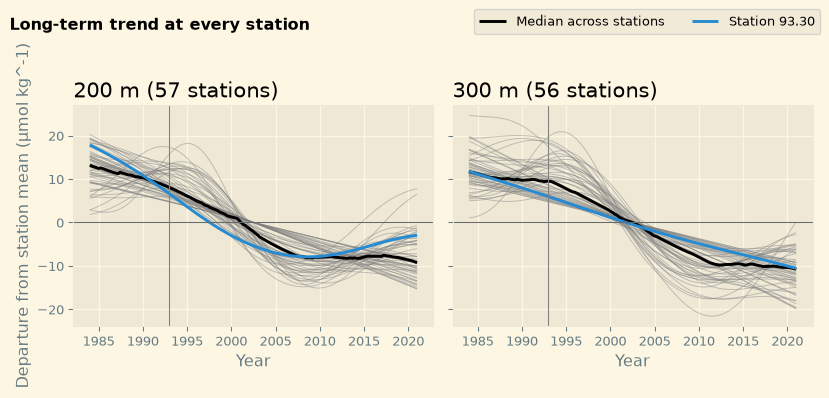 Long-term trend at every station
Median across stations
Station 93.30
Departure from station mean (μmol kg^-1)
200 m (57 stations)
20
10
0
−10
−20
1985 1990 1995 2000 2005 2010 2015 2020
Year
300 m (56 stations)
1985 1990 1995 2000 2005 2010 2015 2020
Year